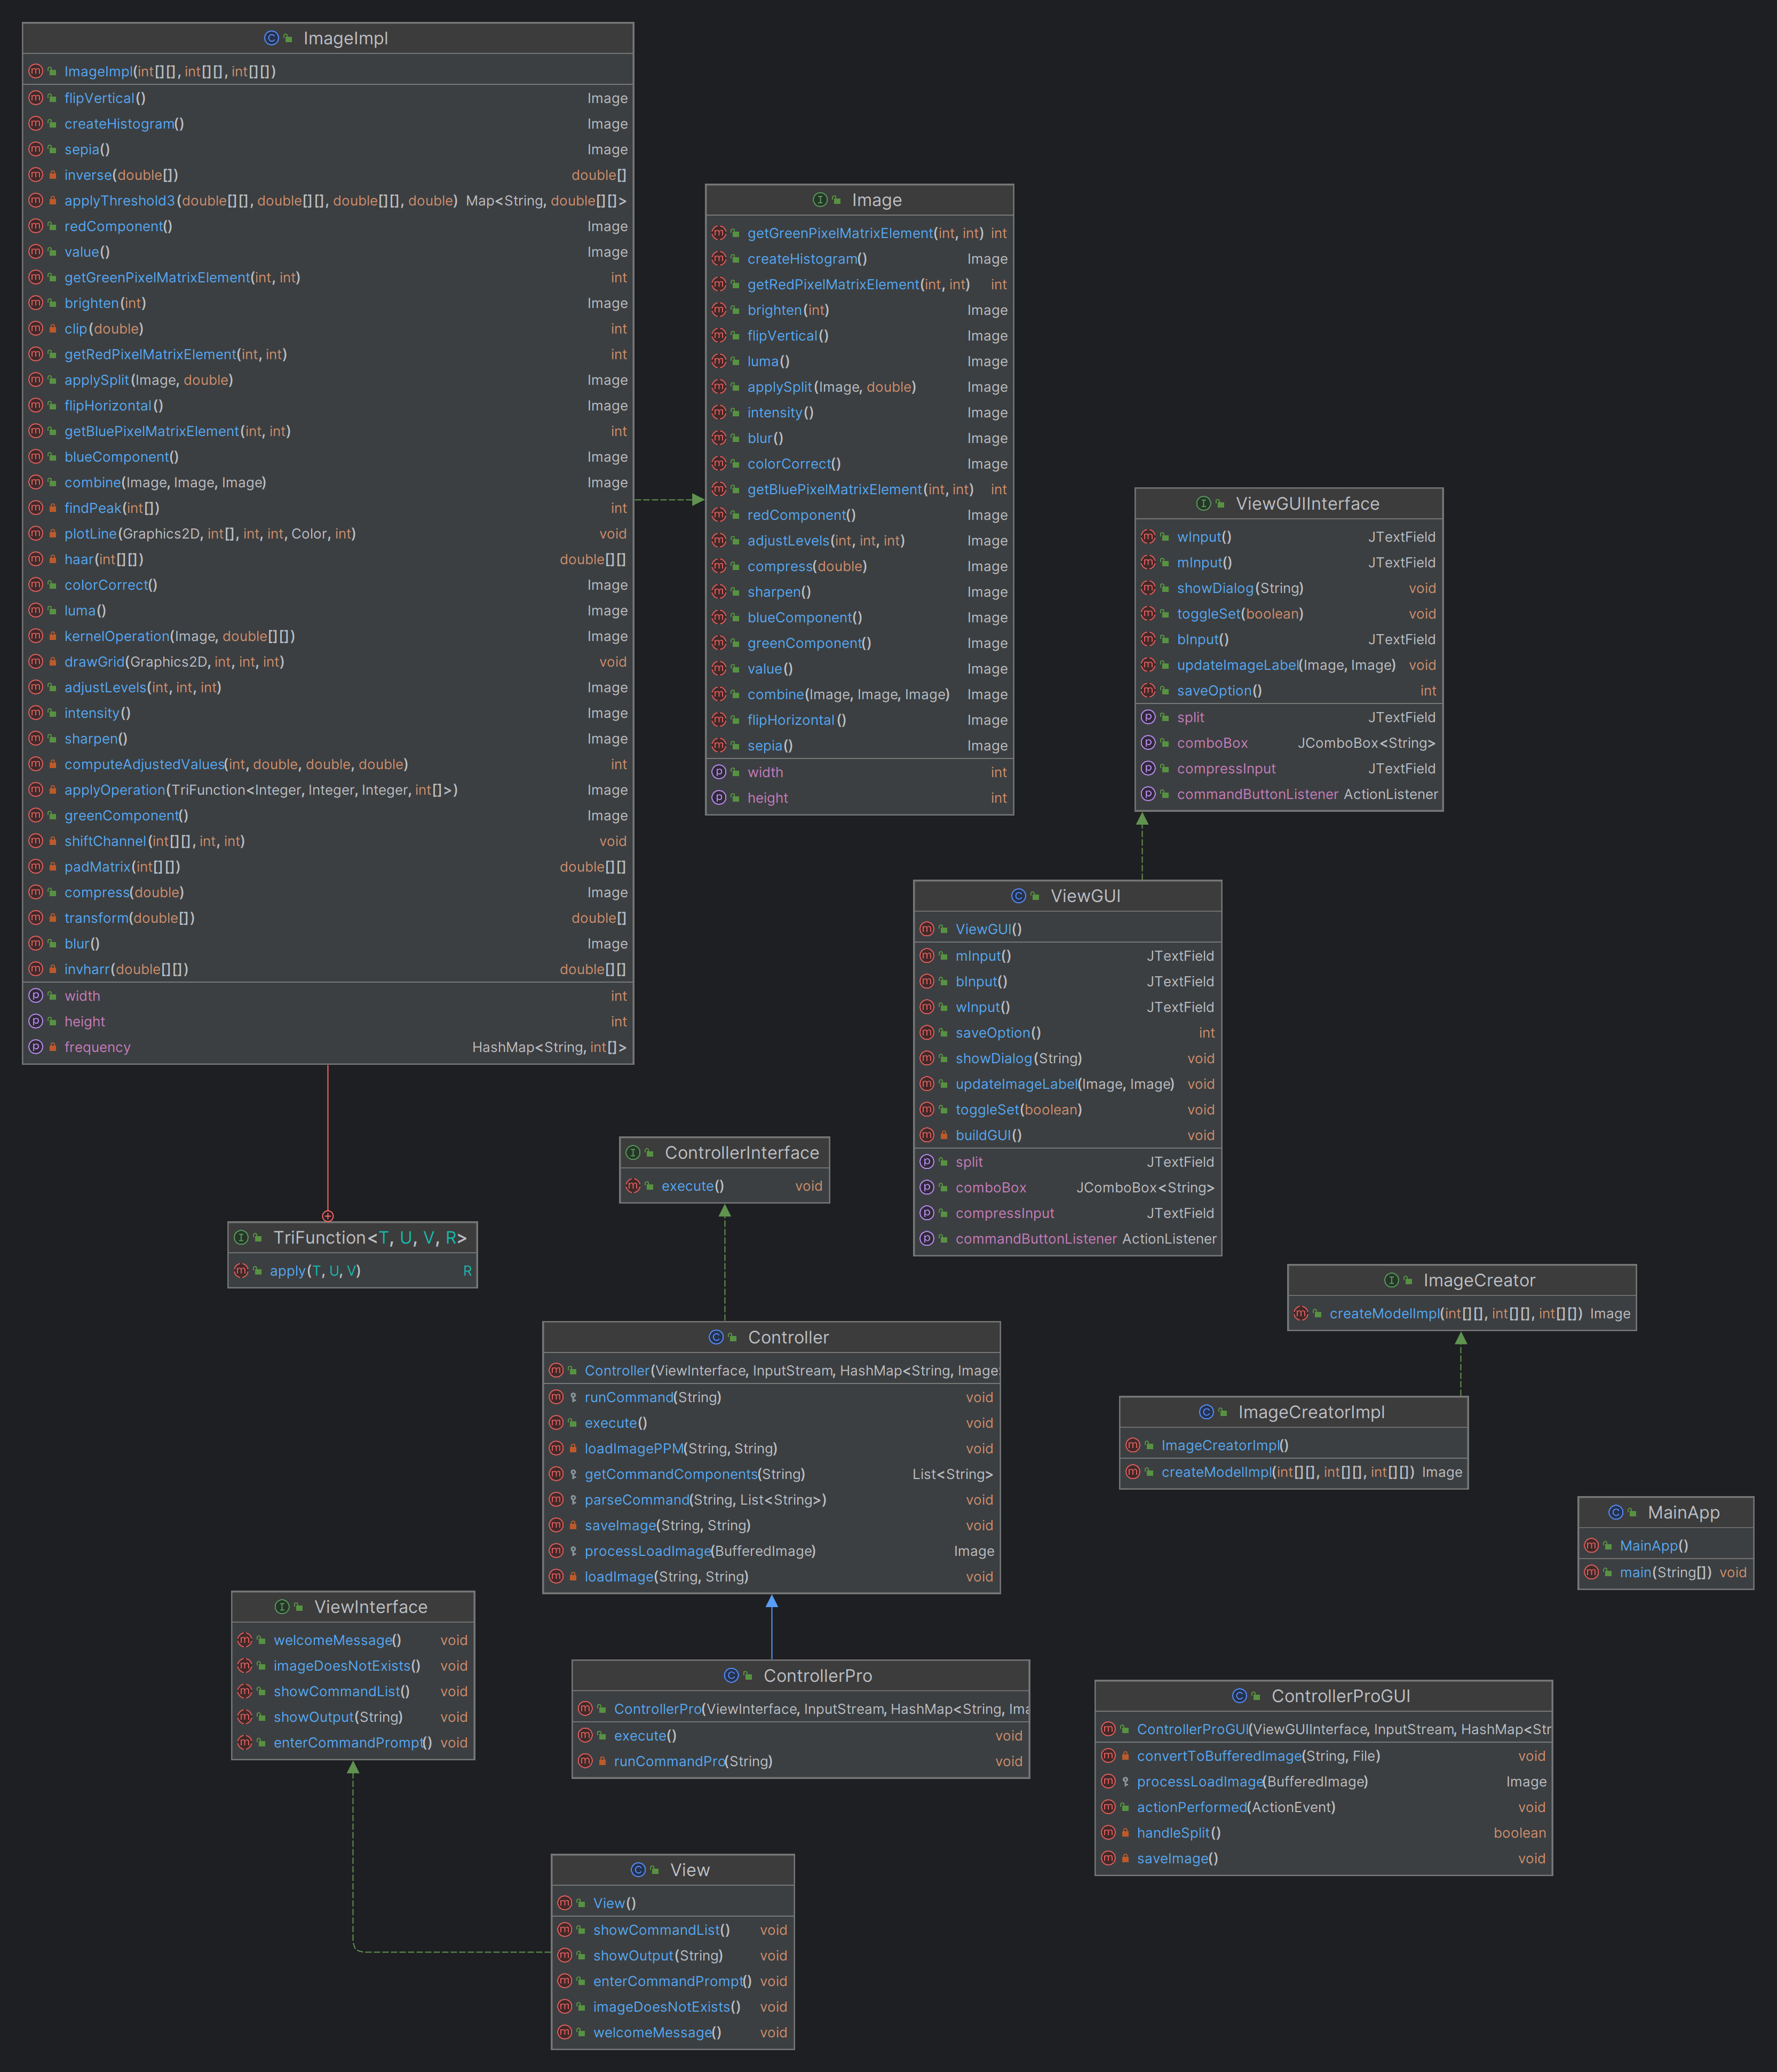 ImageImpl
ImageImpl(int[][], int[][], int[][])
flipVertical() Image
createHistogram() Image
sepia() Image
inverse(double[]) double[]
applyThreshold3(double[][], double[][], double[][], double) Map<String, double[][]>
redComponent() Image
value() Image
getGreenPixelMatrixElement(int, int) int
brighten(int) Image
clip(double) int
getRedPixelMatrixElement(int, int) int
applySplit(Image, double) Image
flipHorizontal() Image
getBluePixelMatrixElement(int, int) int
blueComponent() Image
combine(Image, Image, Image) Image
findPeak(int[]) int
plotLine(Graphics2D, int[], int, int, Color, int) void
haar(int[][]) double[][]
colorCorrect() Image
luma() Image
kernelOperation(Image, double[][]) Image
drawGrid(Graphics2D, int, int, int) void
adjustLevels(int, int, int) Image
intensity() Image
sharpen() Image
computeAdjustedValues(int, double, double, double) int
applyOperation(TriFunction<Integer, Integer, Integer, int[]>) Image
greenComponent() Image
shiftChannel(int[][], int, int) void
padMatrix(int[][]) double[][]
compress(double) Image
transform(double[]) double[]
blur() Image
invharr(double[][]) double[][]
width int
height int
frequency HashMap<String, int[]>
Image
getGreenPixelMatrixElement(int, int) int
createHistogram() Image
getRedPixelMatrixElement(int, int) int
brighten(int) Image
flipVertical() Image
luma() Image
applySplit(Image, double) Image
intensity() Image
blur() Image
colorCorrect() Image
getBluePixelMatrixElement(int, int) int
redComponent() Image
adjustLevels(int, int, int) Image
compress(double) Image
sharpen() Image
blueComponent() Image
greenComponent() Image
value() Image
combine(Image, Image, Image) Image
flipHorizontal() Image
sepia() Image
width int
height int
ViewGUIInterface
wInput() JTextField
mInput() JTextField
showDialog(String) void
toggleSet(boolean) void
bInput() JTextField
updateImageLabel(Image, Image) void
saveOption() int
split JTextField
comboBox JComboBox<String>
compressInput JTextField
commandButtonListener ActionListener
ViewGUI
ViewGUI()
mInput() JTextField
bInput() JTextField
wInput() JTextField
saveOption() int
showDialog(String) void
updateImageLabel(Image, Image) void
toggleSet(boolean) void
buildGUI() void
split JTextField
comboBox JComboBox<String>
compressInput JTextField
commandButtonListener ActionListener
ControllerInterface
execute() void
TriFunction<T, U, V, R>
apply(T, U, V) R
ImageCreator
createModelImpl(int[][], int[][], int[][]) Image
Controller
Controller(ViewInterface, InputStream, HashMap<String, Image
runCommand(String) void
execute() void
loadImagePPM(String, String) void
getCommandComponents(String) List<String>
parseCommand(String, List<String>) void
saveImage(String, String) void
processLoadImage(BufferedImage) Image
loadImage(String, String) void
ImageCreatorImpl
ImageCreatorImpl()
createModelImpl(int[][], int[][], int[][]) Image
MainApp
MainApp()
main(String[]) void
ViewInterface
welcomeMessage() void
imageDoesNotExists() void
showCommandList() void
showOutput(String) void
enterCommandPrompt() void
ControllerPro
ControllerPro(ViewInterface, InputStream, HashMap<String, Ima
execute() void
runCommandPro(String) void
ControllerProGUI
ControllerProGUI(ViewGUIInterface, InputStream, HashMap<Str
convertToBufferedImage(String, File) void
processLoadImage(BufferedImage) Image
actionPerformed(ActionEvent) void
handleSplit() boolean
saveImage() void
View
View()
showCommandList() void
showOutput(String) void
enterCommandPrompt() void
imageDoesNotExists() void
welcomeMessage() void